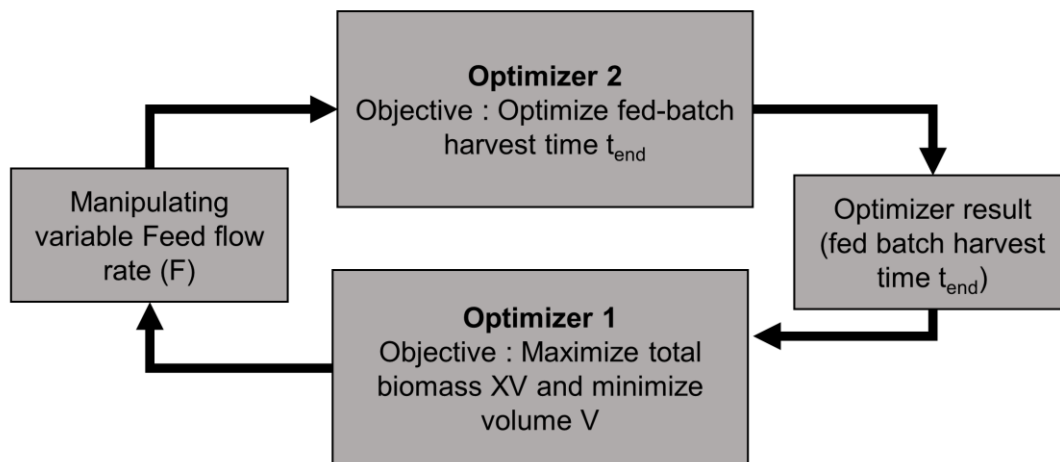 Optimizer 2
Objective : Optimize fed-batch
harvest time tend
Manipulating
variable Feed flow
rate (F)
Optimizer result
(fed batch harvest
time tend)
Optimizer 1
Objective : Maximize total
biomass XV and minimize
volume V